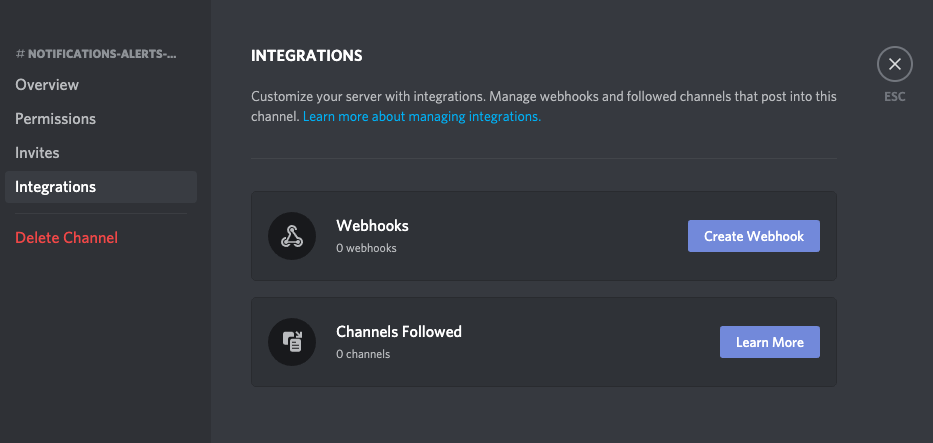 # NOTIFICATIONS-ALERTS-...
Overview
Permissions
Invites
Integrations
Delete Channel
INTEGRATIONS
Customize your server with integrations. Manage webhooks and followed channels that post into this
channel. Learn more about managing integrations.
ESC
Webhooks
0 webhooks
Create Webhook
Channels Followed
0 channels
Learn More